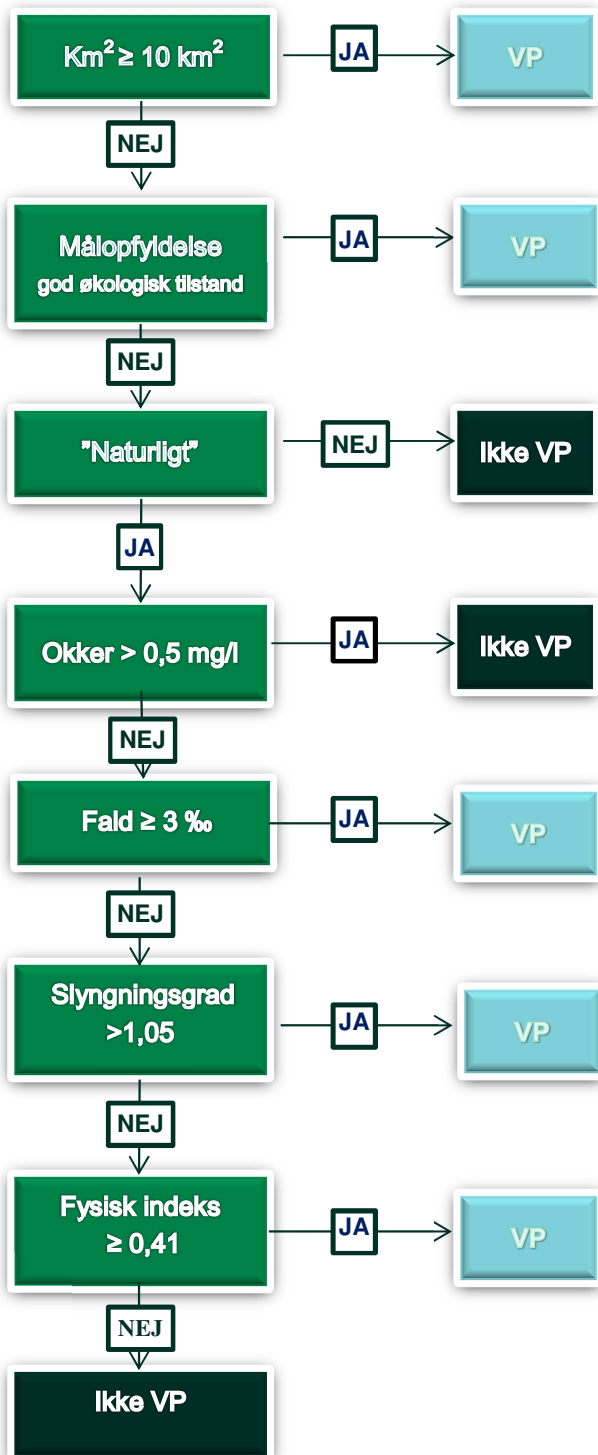 Km² ≥ 10 km²
JA
VP
NEJ
Målopfyldelse
god økologisk tilstand
JA
VP
NEJ
"Naturligt"
NEJ
Ikke VP
JA
Okker > 0,5 mg/l
JA
Ikke VP
NEJ
Fald ≥ 3 ‰
JA
VP
NEJ
Slyngningsgrad
>1,05
JA
VP
NEJ
Fysisk indeks
≥ 0,41
JA
VP
NEJ
Ikke VP